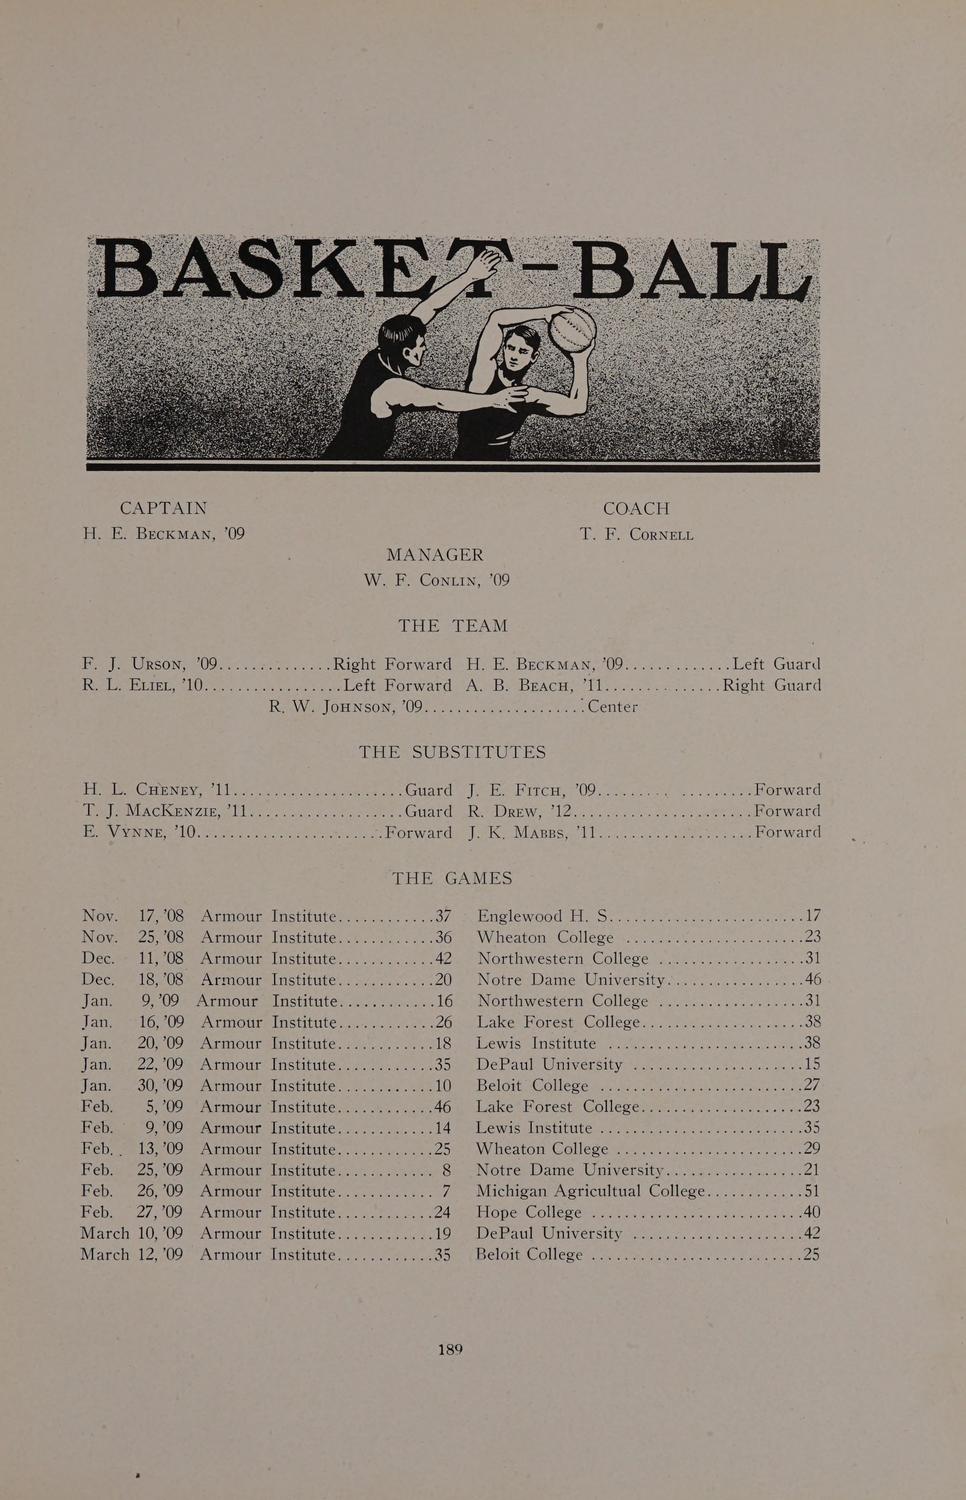 BASKET-BALL
CAPTAIN
H. E. BECKMAN, '09
COACH
T. F. CORNELL
MANAGER
W. F. CONLIN, '09
THE TEAM
F. J. URSON, '09..............Right Forward H. E. BECKMAN, '09.............Left Guard
R. L. ELIEL, '10.................Left Forward A. B. BEACH, '11..............Right Guard
R. W. JOHNSON, '09....................Center
THE SUBSTITUTES
H. L. CHENEY, '11.....................Guard J. E. FITCH, '09...................Forward
T. J. MACKENZIE, '11...................Guard R. DREW, '12......................Forward
E. VYNNE, '10.......................Forward J. K. MABBS, '11...................Forward
THE GAMES
Nov. 17, '08 Armour Institute............37 Englewood H. S........................17
Nov. 25, '08 Armour Institute............36 Wheaton College ......................23
Dec. 11, '08 Armour Institute............42 Northwestern College ..................31
Dec. 18, '08 Armour Institute............20 Notre Dame University.................46
Jan. 9, '09 Armour Institute............16 Northwestern College ..................31
Jan. 16, '09 Armour Institute............26 Lake Forest College....................38
Jan. 20, '09 Armour Institute............18 Lewis Institute ........................38
Jan. 22, '09 Armour Institute............35 DePaul University .....................15
Jan. 30, '09 Armour Institute............10 Beloit College .........................27
Feb. 5, '09 Armour Institute............46 Lake Forest College....................23
Feb. 9, '09 Armour Institute............14 Lewis Institute .........................35
Feb. 13, '09 Armour Institute............25 Wheaton College .......................29
Feb. 25, '09 Armour Institute............ 8 Notre Dame University.................21
Feb. 26, '09 Armour Institute............ 7 Michigan Agricultual College............51
Feb. 27, '09 Armour Institute............24 Hope College ..........................40
March 10, '09 Armour Institute............19 DePaul University .....................42
March 12, '09 Armour Institute............35 Beloit College ..........................25
189